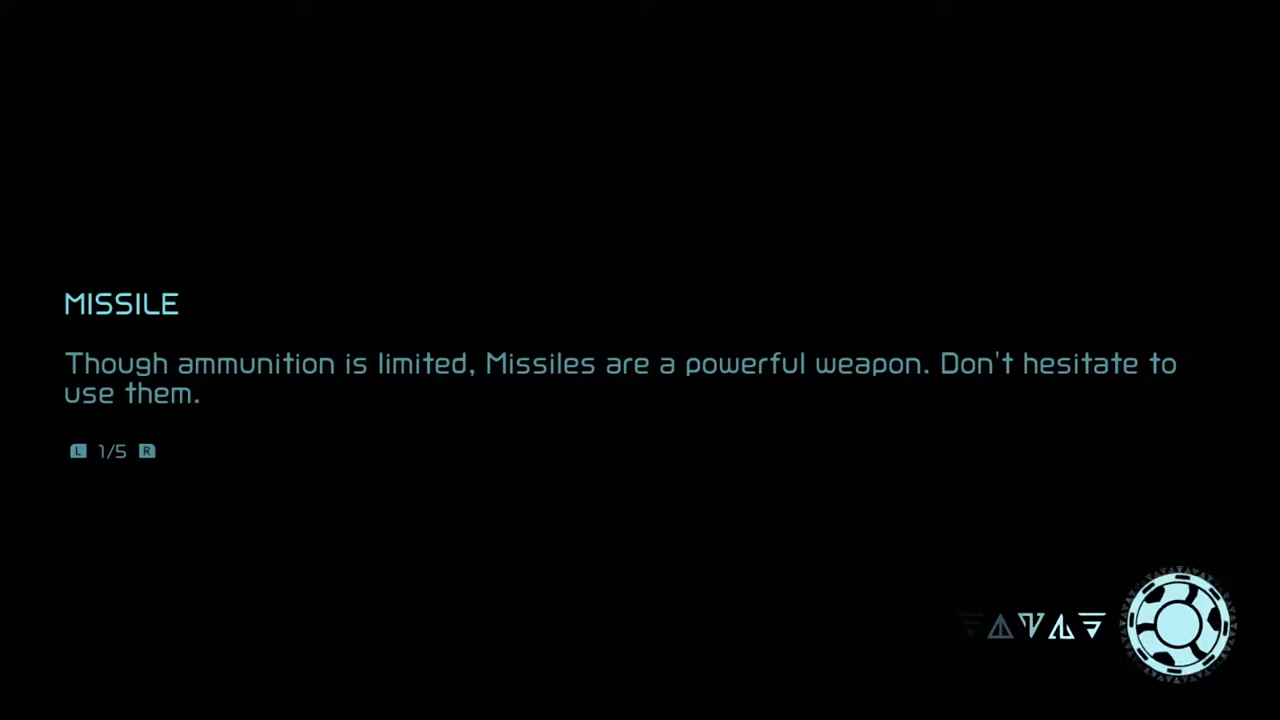 MISSILE
Though ammunition is limited, Missiles are a powerful weapon. Don't hesitate to
use them.
L 1/5 R